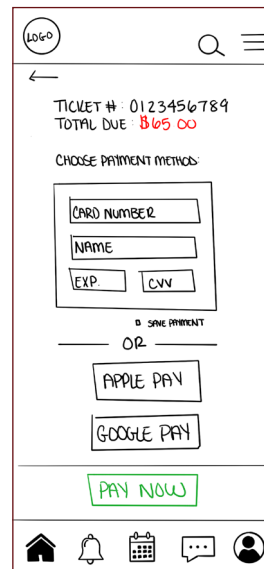 LOGO
TICKET #: 0123456789
TOTAL DUE: $65.00
CHOOSE PAYMENT METHOD:
CARD NUMBER
NAME
EXP. CVV
SAVE PAYMENT
OR
APPLE PAY
GOOGLE PAY
PAY NOW